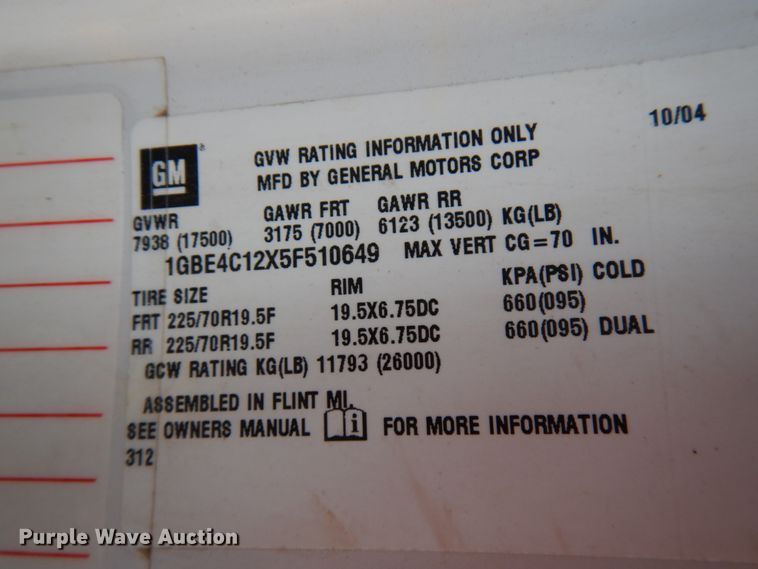 10/04
GM
GVW RATING INFORMATION ONLY
MFD BY GENERAL MOTORS CORP
GVWR GAWR FRT GAWR RR
7938 (17500) 3175 (7000) 6123 (13500) KG(LB)
1GBE4C12X5F510649 MAX VERT CG=70 IN.
TIRE SIZE RIM KPA(PSI) COLD
FRT 225/70R19.5F 19.5X6.75DC 660(095)
RR 225/70R19.5F 19.5X6.75DC 660(095) DUAL
GCW RATING KG(LB) 11793 (26000)
ASSEMBLED IN FLINT MI.
SEE OWNERS MANUAL i FOR MORE INFORMATION
312
Purple Wave Auction